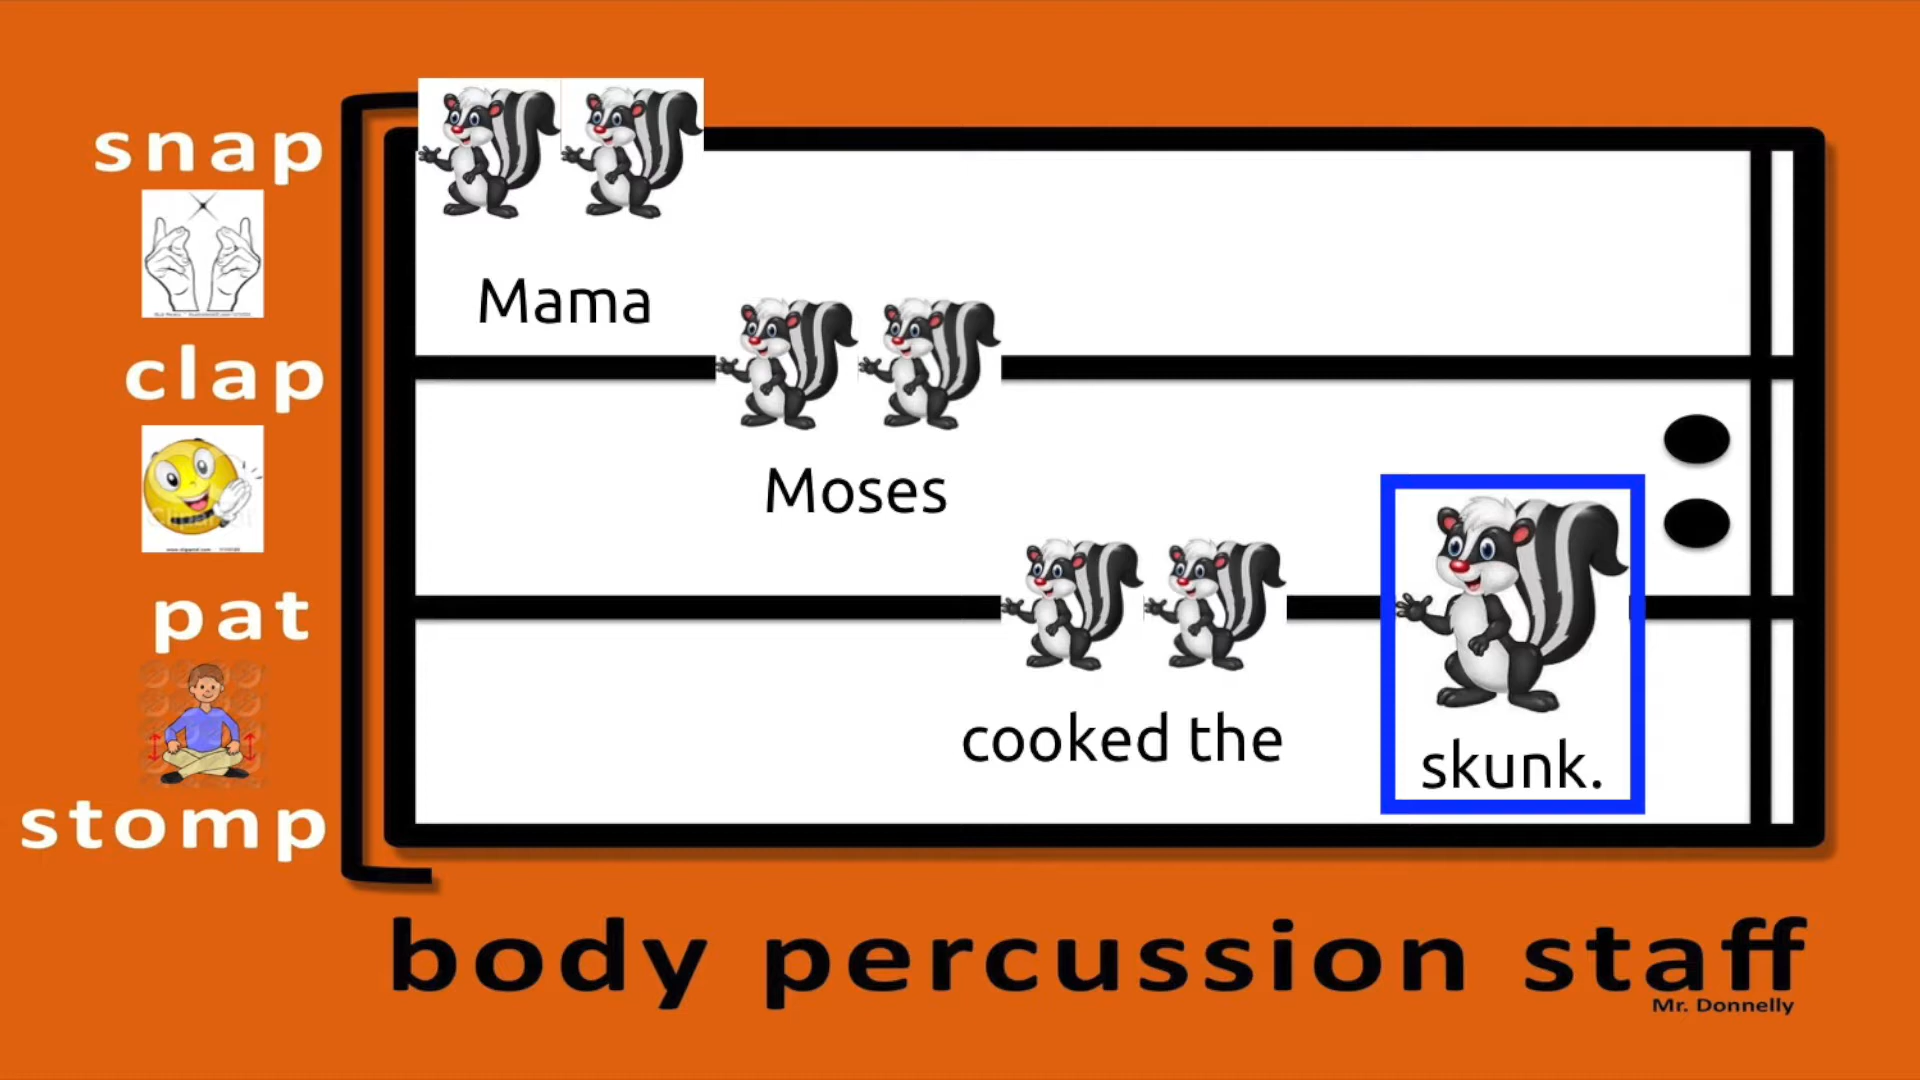 snap
Mama
clap
Moses
pat
cooked the
skunk.
stomp
body percussion staff
Mr. Donnelly